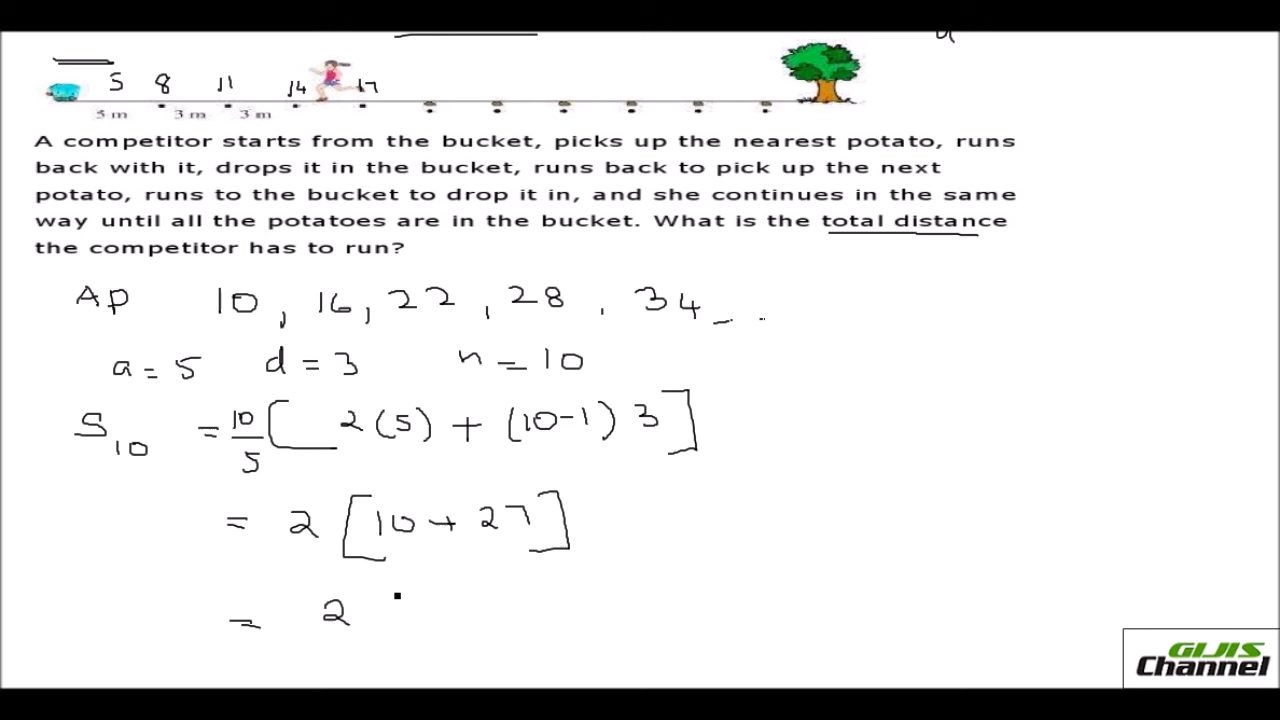 5 8 11 14 17
5 m 3 m 3 m
A competitor starts from the bucket, picks up the nearest potato, runs
back with it, drops it in the bucket, runs back to pick up the next
potato, runs to the bucket to drop it in, and she continues in the same
way until all the potatoes are in the bucket. What is the total distance
the competitor has to run?
AP 10, 16, 22, 28, 34 _ .
a = 5 d = 3 n = 10
S10 = 10/5 [ 2(5) + (10-1) 3 ]
= 2 [10 + 27]
= 2
GIJIS
Channel